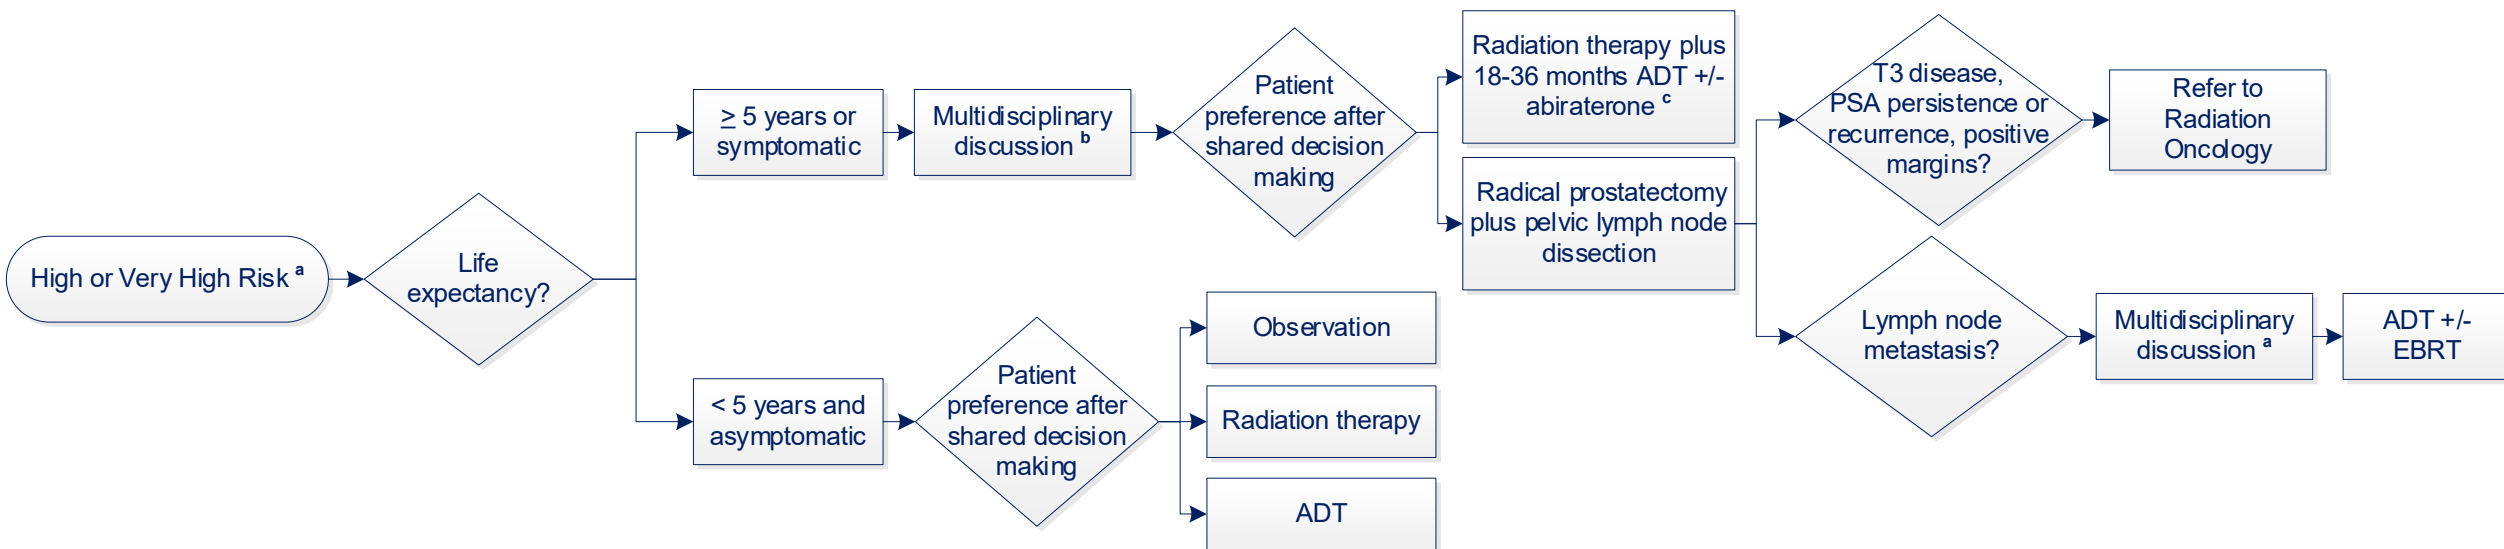 High or Very High Risk a
Life
expectancy?
≥ 5 years or
symptomatic
Multidisciplinary
discussion b
Patient
preference after
shared decision
making
Radiation therapy plus
18-36 months ADT +/-
abiraterone c
Radical prostatectomy
plus pelvic lymph node
dissection
T3 disease,
PSA persistence or
recurrence, positive
margins?
Refer to
Radiation
Oncology
Lymph node
metastasis?
Multidisciplinary
discussion a
ADT +/-
EBRT
< 5 years and
asymptomatic
Patient
preference after
shared decision
making
Observation
Radiation therapy
ADT